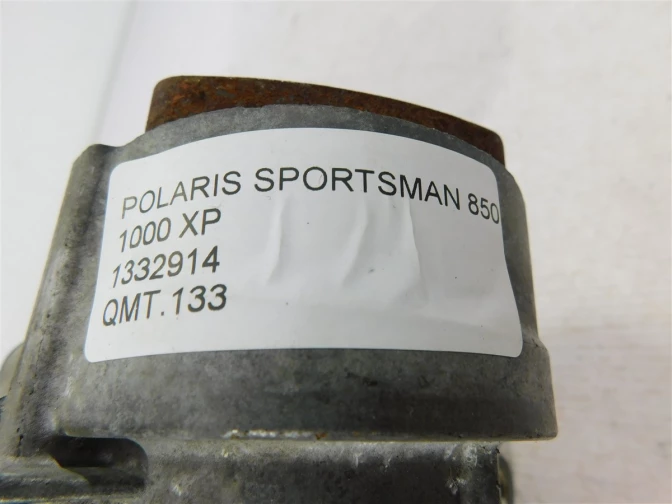 POLARIS SPORTSMAN 850
1000 XP
1332914
QMT.133